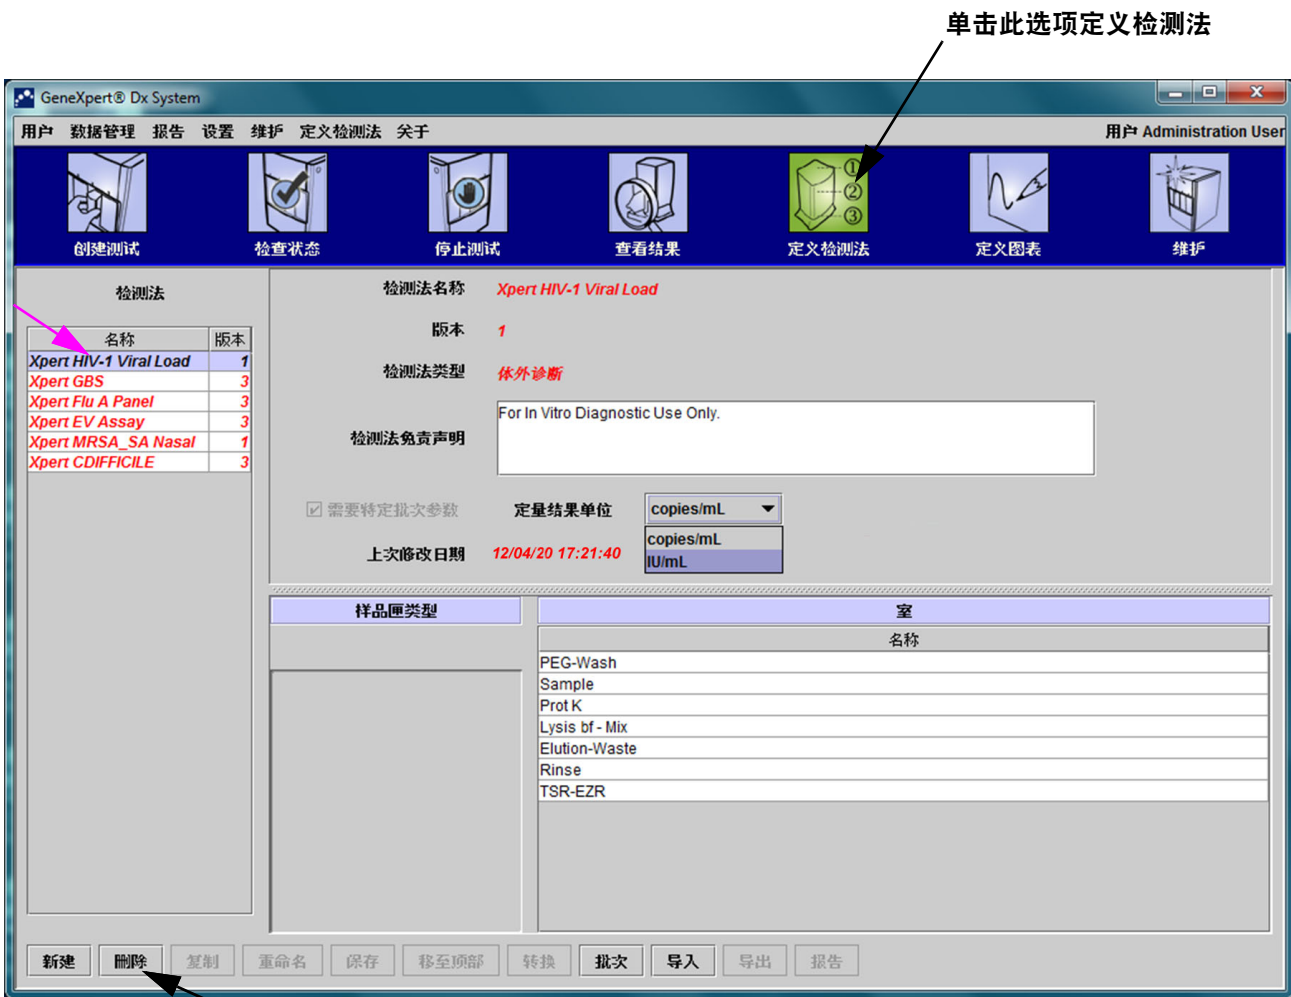 单击此选项定义检测法
GeneXpert® Dx System
用户 数据管理 报告 设置 维护 定义检测法 关于
用户 Administration User
① ② ③
创建测试 检查状态 停止测试 查看结果 定义检测法 定义图表 维护
检测法
名称 版本
Xpert HIV-1 Viral Load 1
Xpert GBS 3
Xpert Flu A Panel 3
Xpert EV Assay 3
Xpert MRSA_SA Nasal 1
Xpert CDIFFICILE 3
检测法名称 Xpert HIV-1 Viral Load
版本 1
检测法类型 体外诊断
检测法免责声明 For In Vitro Diagnostic Use Only.
需要特定批次参数 定量结果单位 copies/mL
copies/mL
IU/mL
上次修改日期 12/04/20 17:21:40
样品匣类型 室
名称
PEG-Wash
Sample
Prot K
Lysis bf - Mix
Elution-Waste
Rinse
TSR-EZR
新建 删除 复制 重命名 保存 移至顶部 转换 批次 导入 导出 报告